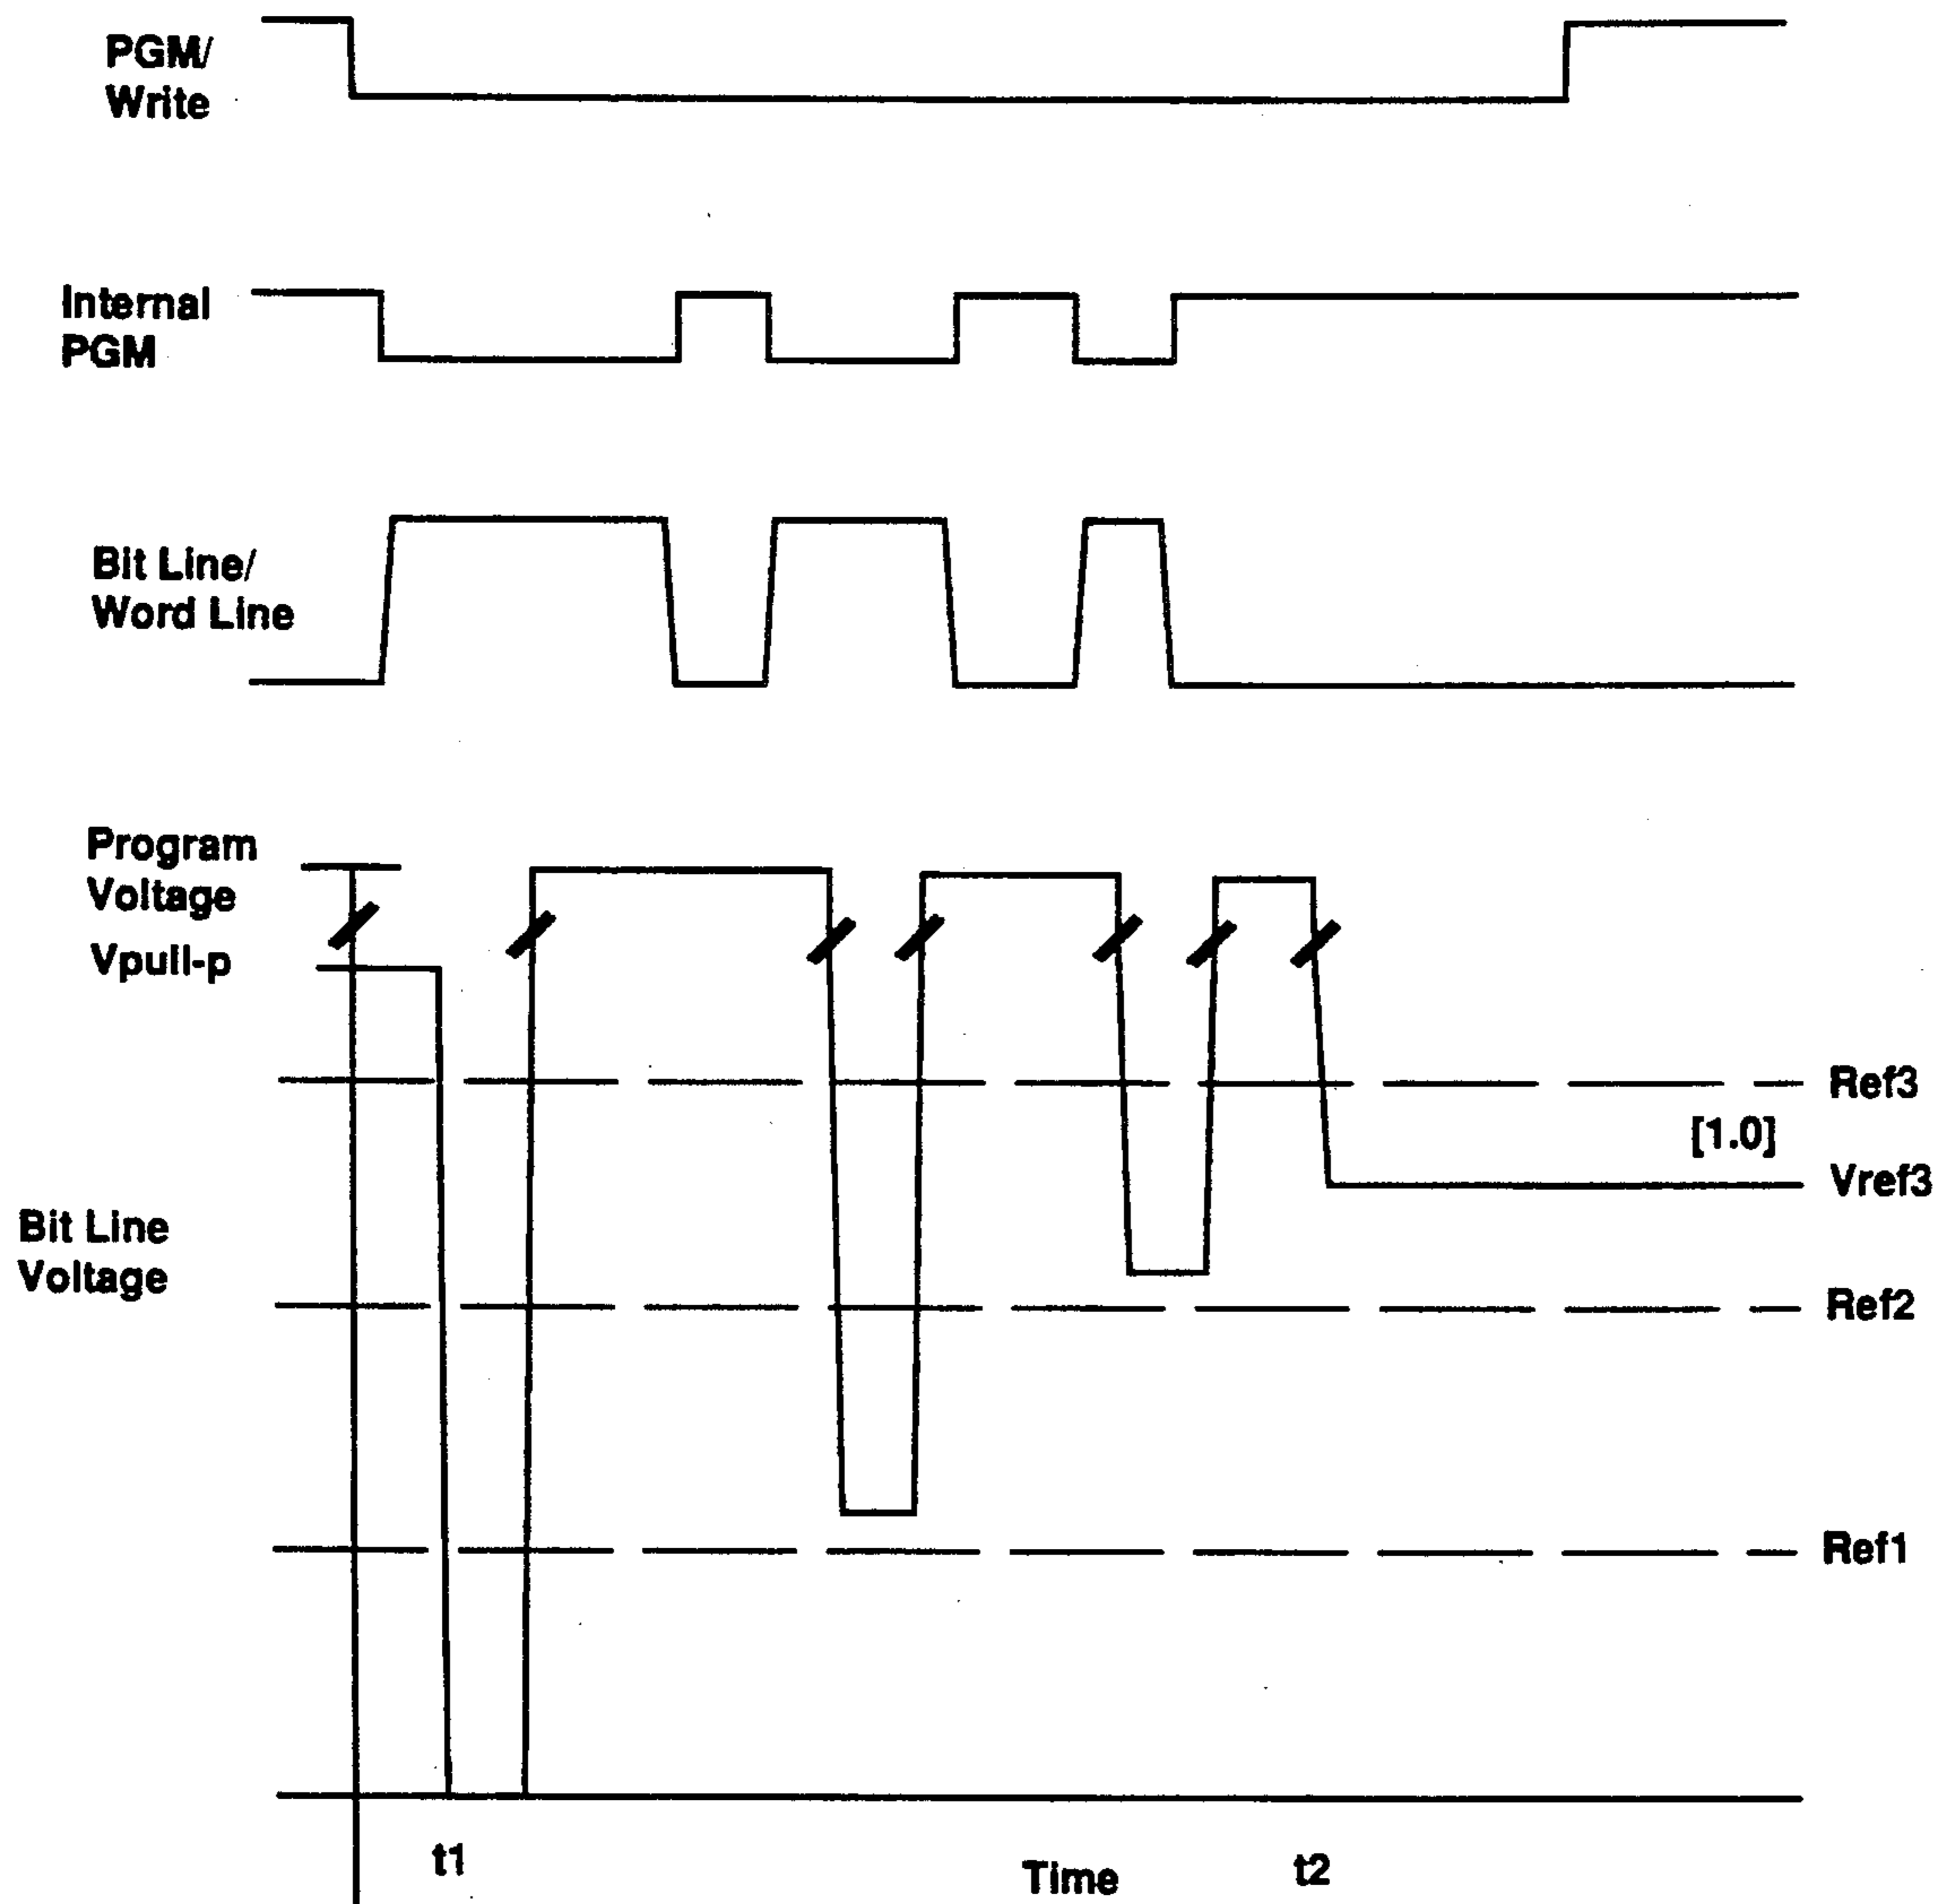 PGM/
Write
Internal
PGM
Bit Line/
Word Line
Program
Voltage
Vpull-p
Ref3
[1.0]
Vref3
Bit Line
Voltage
Ref2
Ref1
t1
Time
t2